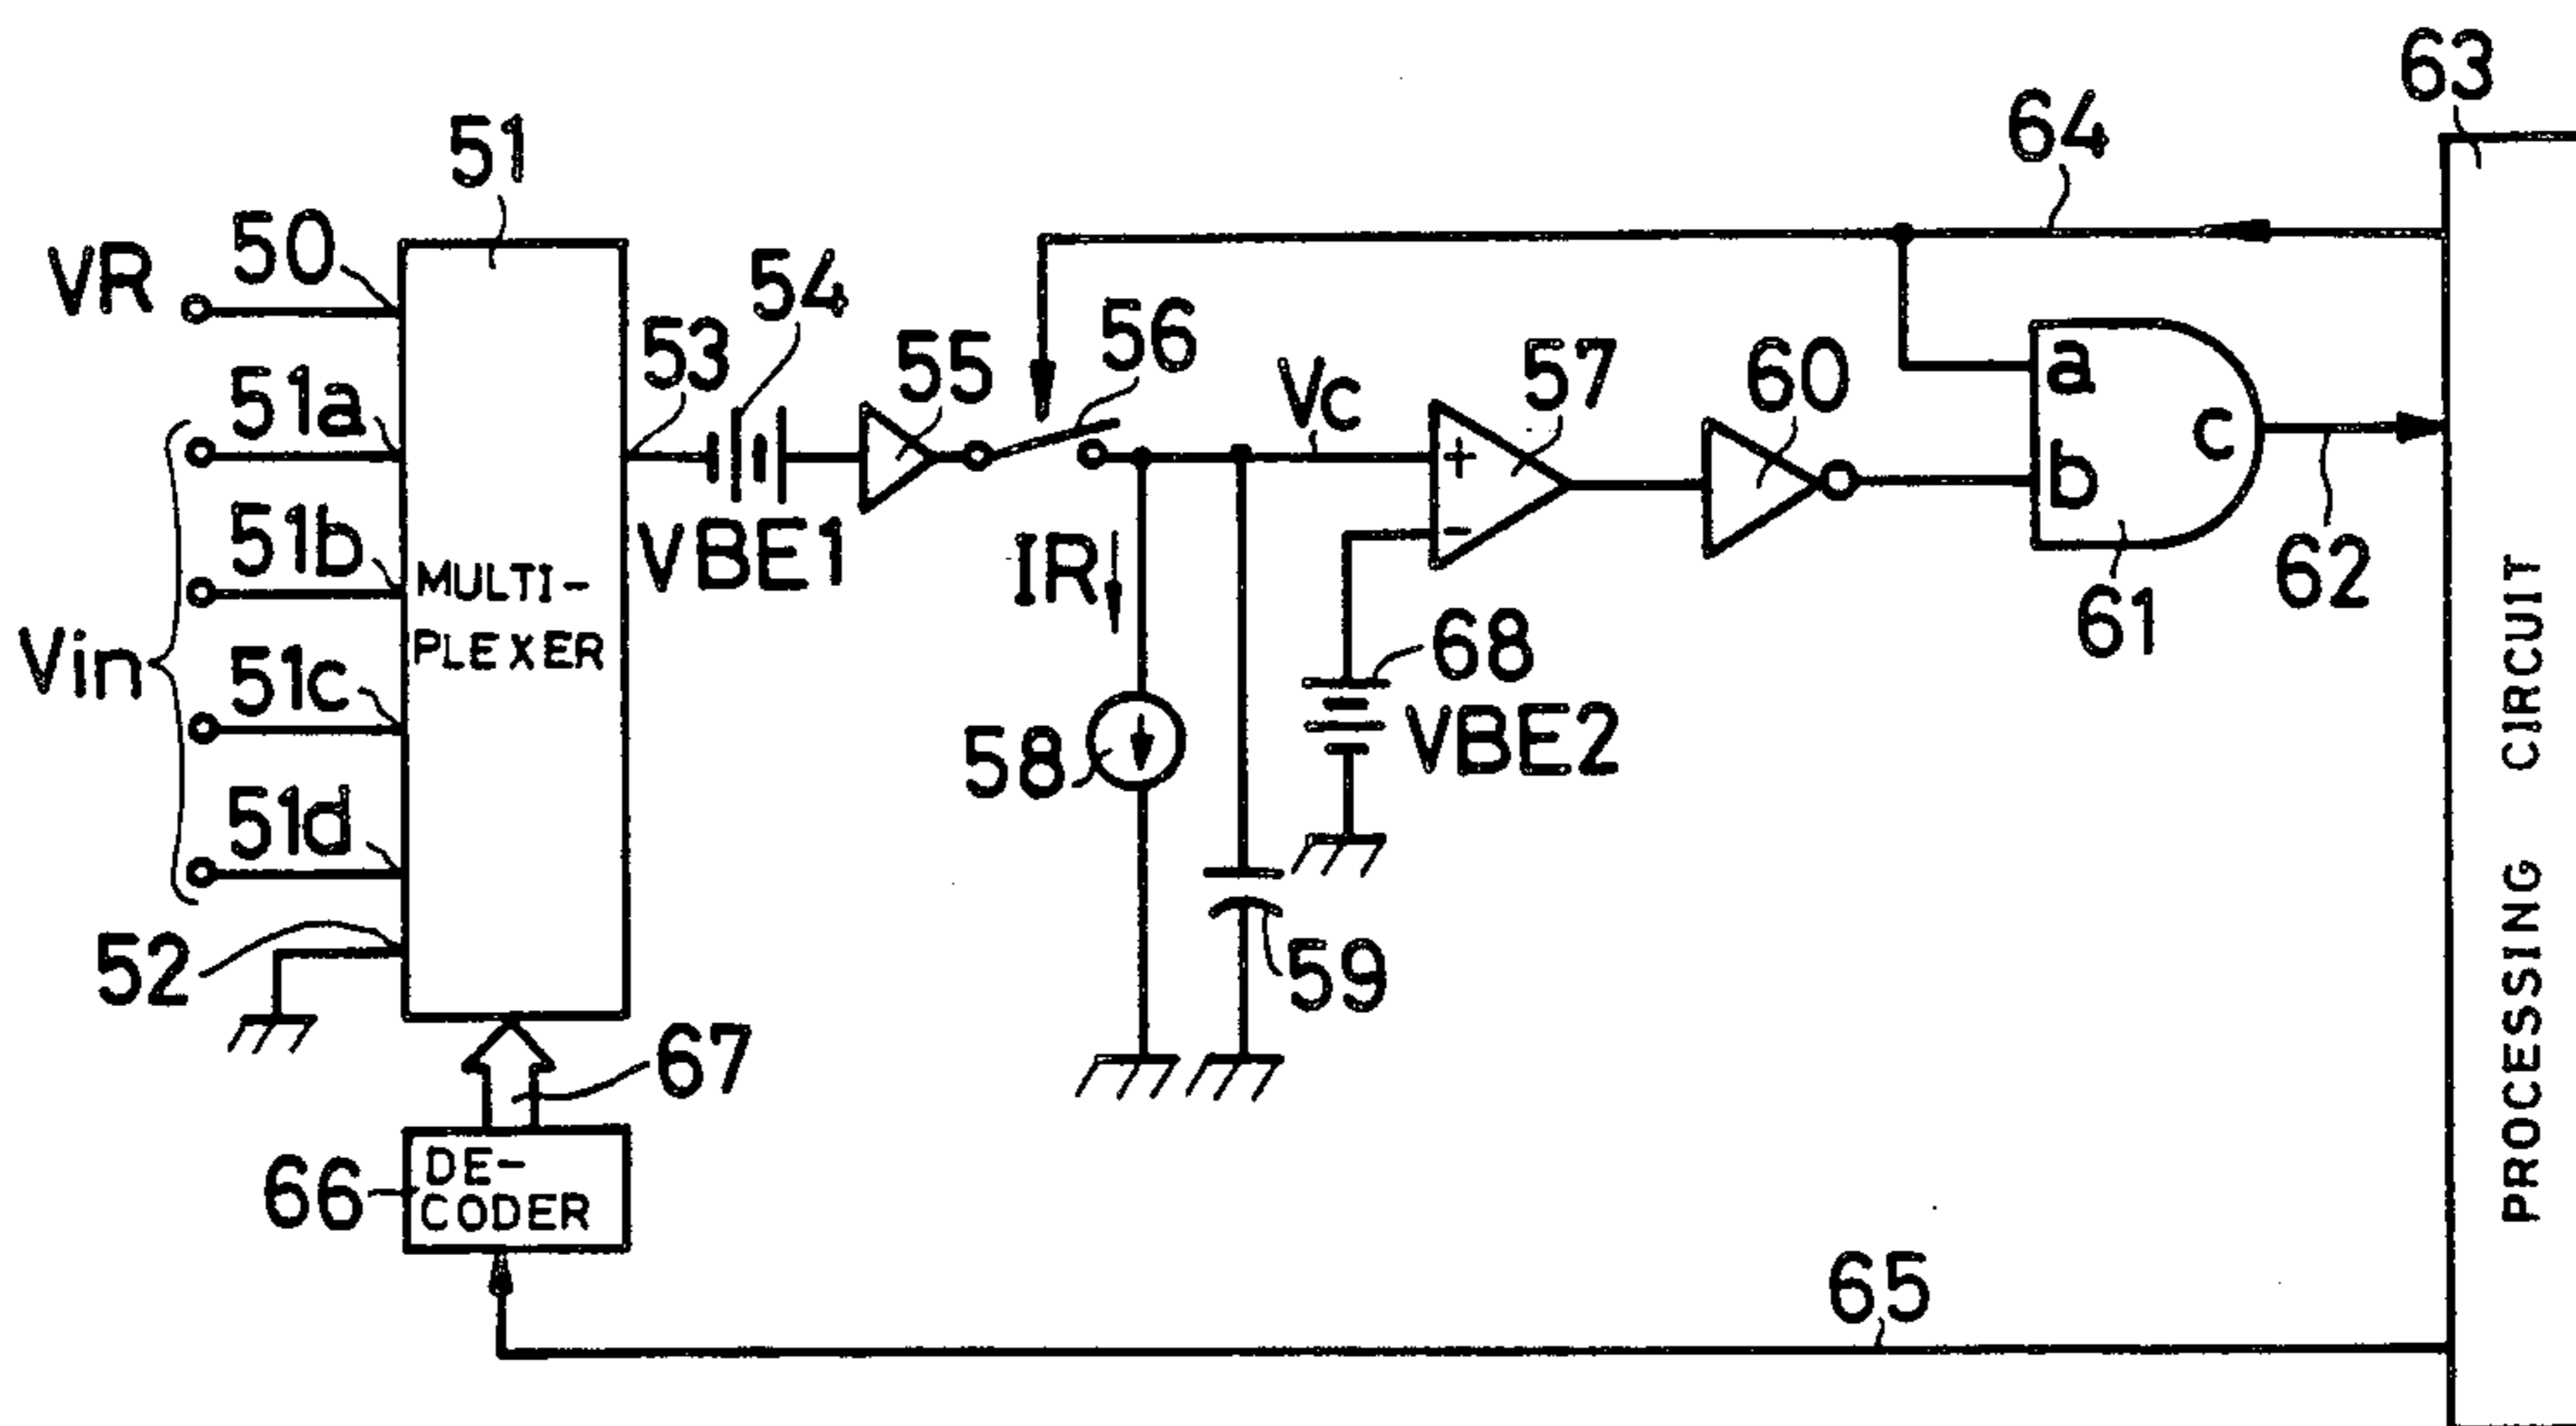 63
64
51
VR
50
54
53
55
56
57
60
a
51a
Vc
c
b
51b
VBE1
IR
62
MULTI-
PLEXER
68
61
Vin
51c
58
VBE2
51d
52
59
67
DE-
CODER
66
65
PROCESSING CIRCUIT
+
-